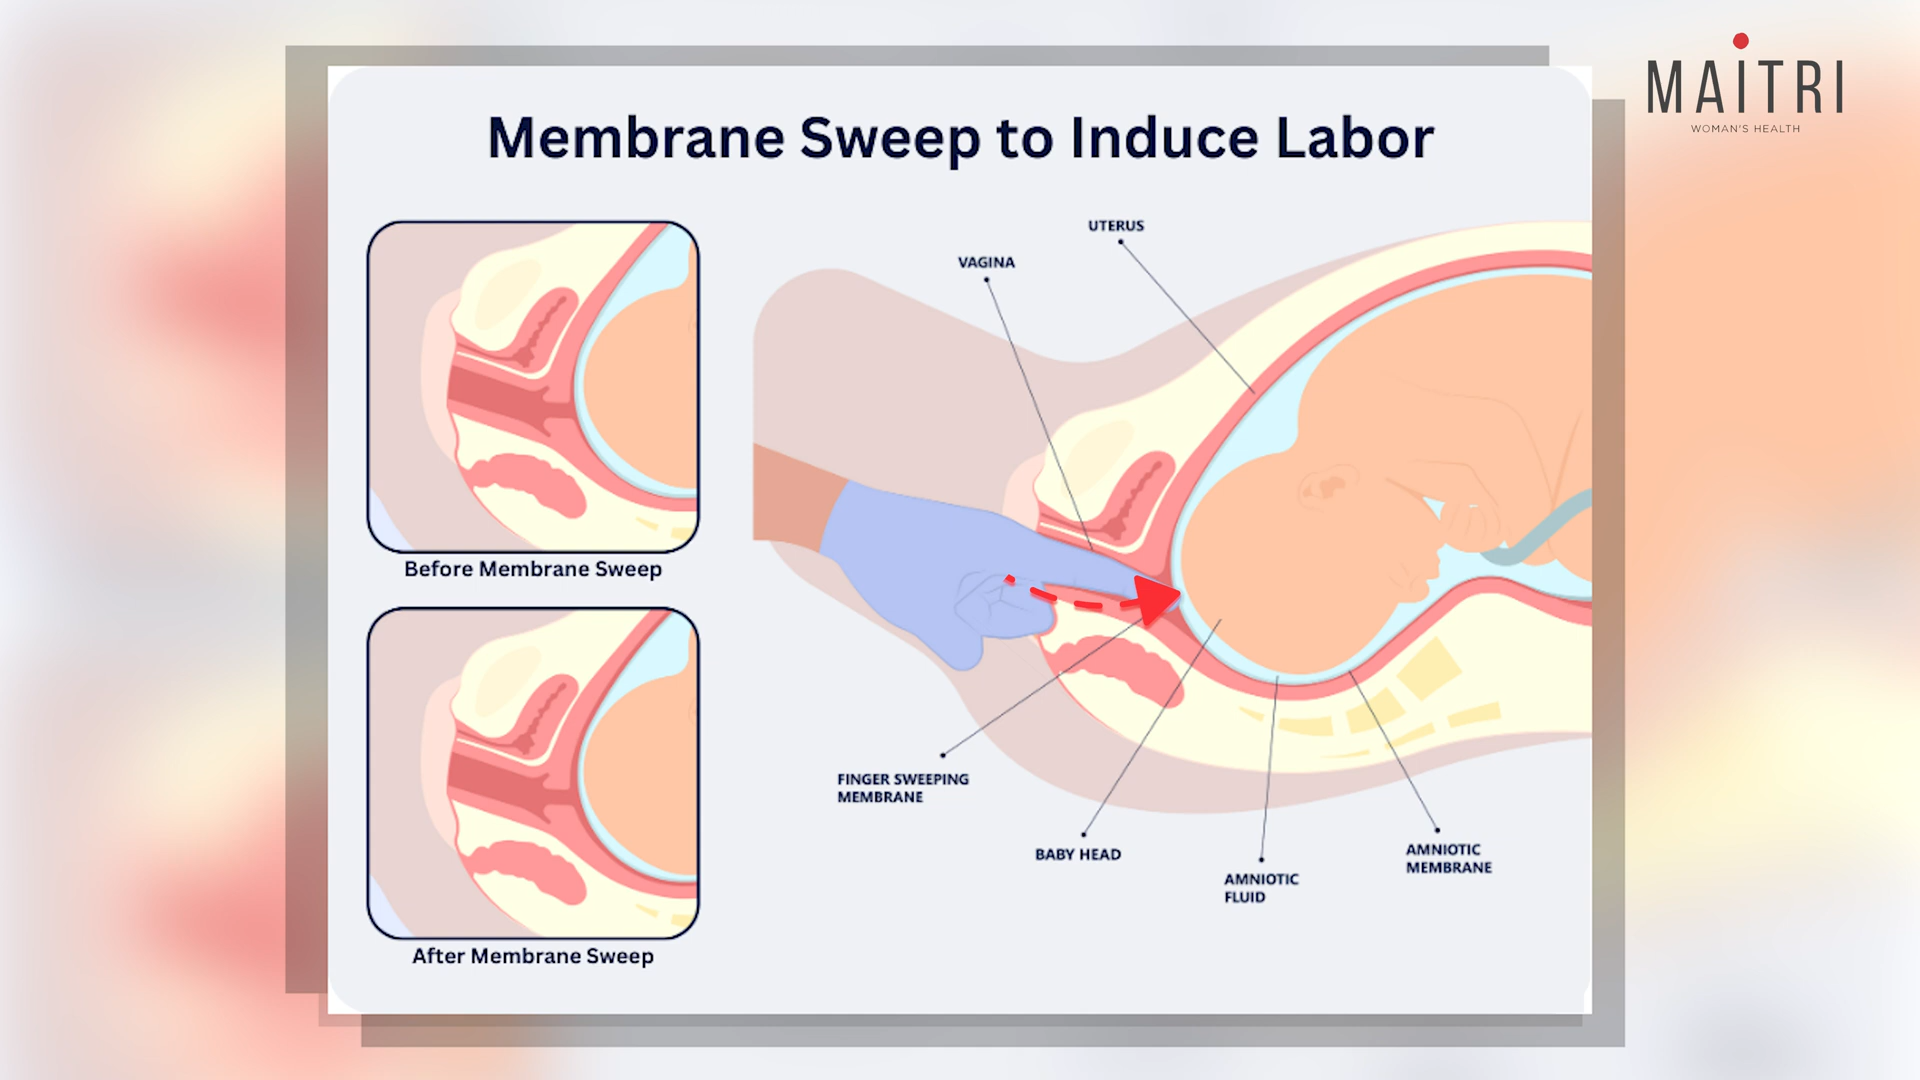 MAITRI
WOMAN'S HEALTH
Membrane Sweep to Induce Labor
UTERUS
VAGINA
Before Membrane Sweep
FINGER SWEEPING
MEMBRANE
BABY HEAD
AMNIOTIC
FLUID
AMNIOTIC
MEMBRANE
After Membrane Sweep